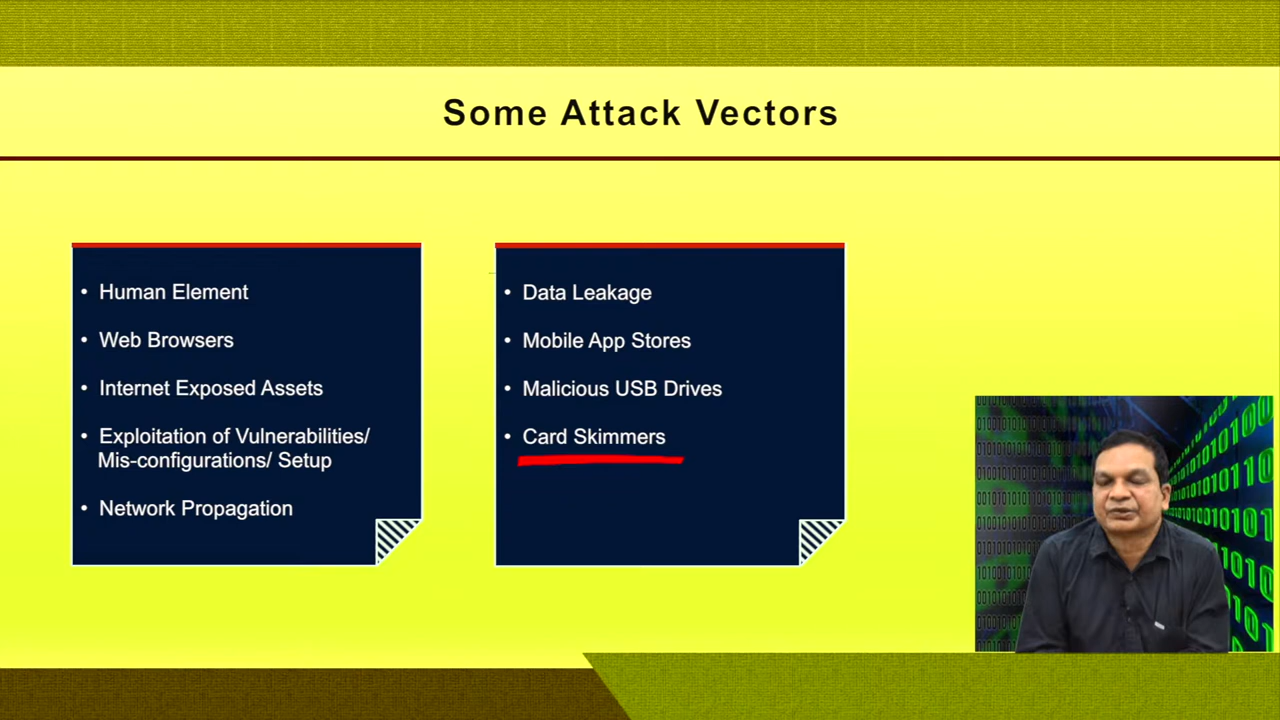 Some Attack Vectors
• Human Element
• Web Browsers
• Internet Exposed Assets
• Exploitation of Vulnerabilities/
Mis-configurations/ Setup
• Network Propagation
• Data Leakage
• Mobile App Stores
• Malicious USB Drives
• Card Skimmers